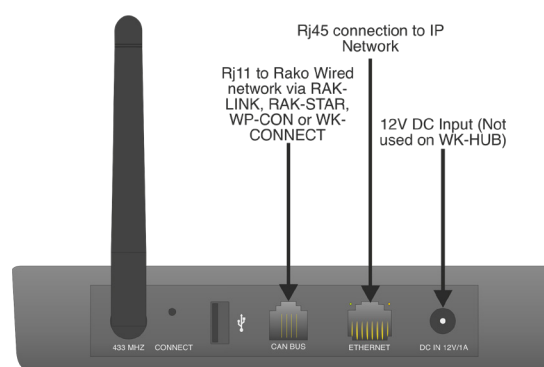 Rj45 connection to IP
Network
Rj11 to Rako Wired
network via RAK-
LINK, RAK-STAR,
WP-CON or WK-
CONNECT
12V DC Input (Not
used on WK-HUB)
433 MHZ
CONNECT
CAN BUS
ETHERNET
DC IN 12V/1A